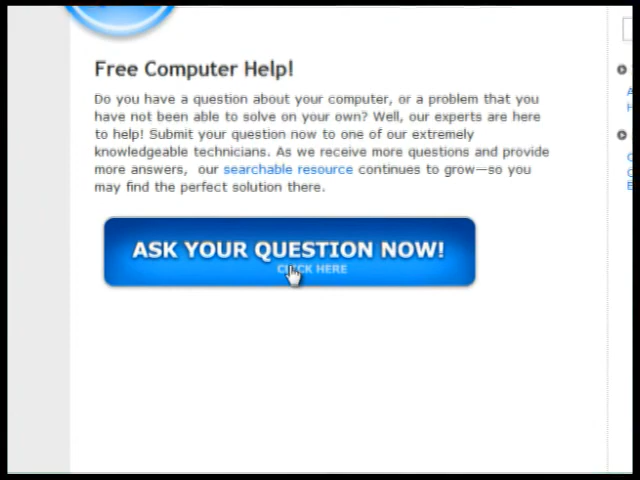 Free Computer Help!
Do you have a question about your computer, or a problem that you
have not been able to solve on your own? Well, our experts are here
to help! Submit your question now to one of our extremely
knowledgeable technicians. As we receive more questions and provide
more answers, our searchable resource continues to grow—so you
may find the perfect solution there.
ASK YOUR QUESTION NOW!
CLICK HERE